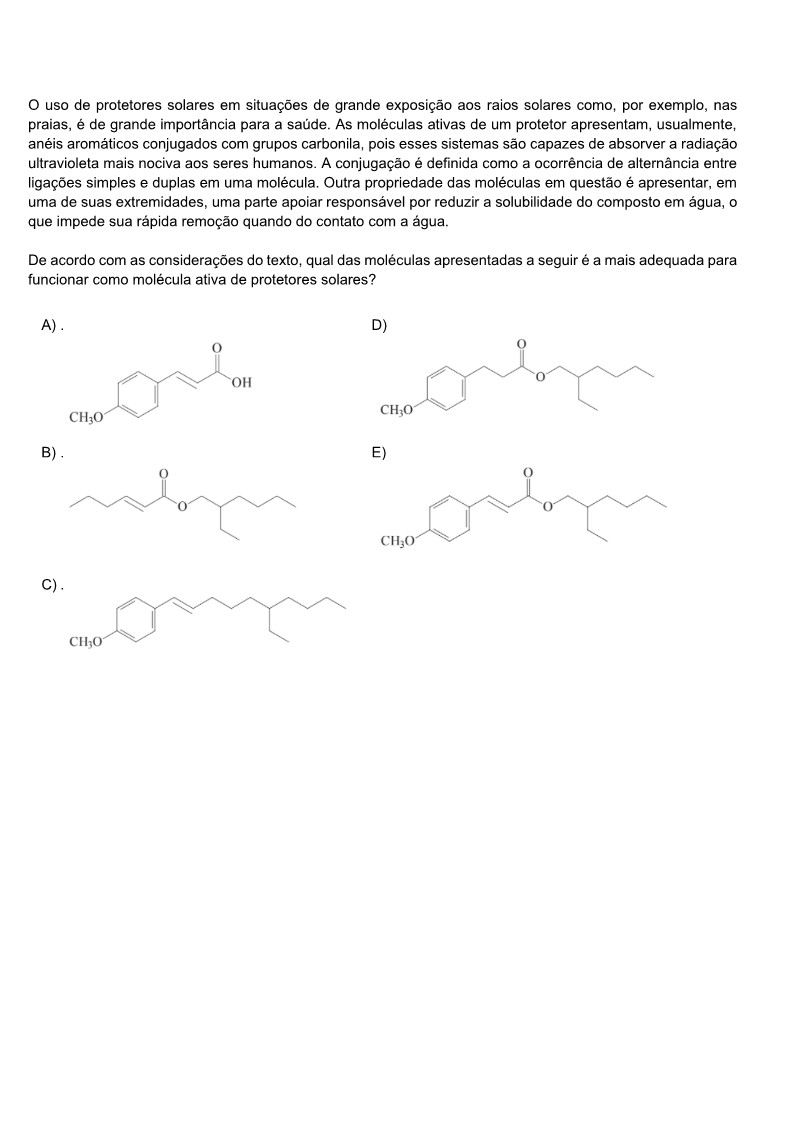 O uso de protetores solares em situações de grande exposição aos raios solares como, por exemplo, nas
praias, é de grande importância para a saúde. As moléculas ativas de um protetor apresentam, usualmente,
anéis aromáticos conjugados com grupos carbonila, pois esses sistemas são capazes de absorver a radiação
ultravioleta mais nociva aos seres humanos. A conjugação é definida como a ocorrência de alternância entre
ligações simples e duplas em uma molécula. Outra propriedade das moléculas em questão é apresentar, em
uma de suas extremidades, uma parte apoiar responsável por reduzir a solubilidade do composto em água, o
que impede sua rápida remoção quando do contato com a água.
De acordo com as considerações do texto, qual das moléculas apresentadas a seguir é a mais adequada para
funcionar como molécula ativa de protetores solares?
A) .
O
OH
CH₃O
B) .
O
O
C) .
CH₃O
D)
O
O
CH₃O
E)
O
O
CH₃O